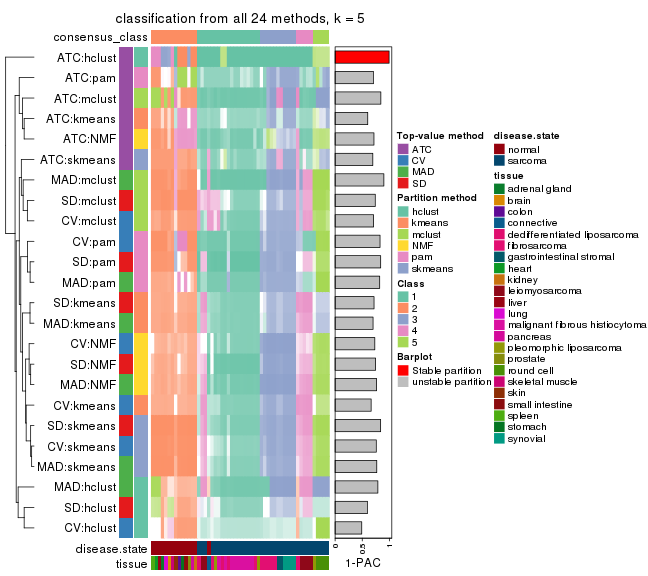 classification from all 24 methods, k = 5
consensus_class
ATC:hclust
ATC:pam
ATC:mclust
ATC:kmeans
ATC:NMF
ATC:skmeans
MAD:mclust
SD:mclust
CV:mclust
CV:pam
SD:pam
MAD:pam
SD:kmeans
MAD:kmeans
CV:NMF
SD:NMF
MAD:NMF
CV:kmeans
SD:skmeans
CV:skmeans
MAD:skmeans
MAD:hclust
SD:hclust
CV:hclust
disease.state
tissue
0
0.5
1
1-PAC
Top-value method
ATC
CV
MAD
SD
Partition method
hclust
kmeans
mclust
NMF
pam
skmeans
Class
1
2
3
4
5
Barplot
Stable partition
unstable partition
disease.state
normal
sarcoma
tissue
adrenal gland
brain
colon
connective
dedifferentiated liposarcoma
fibrosarcoma
gastrointestinal stromal
heart
kidney
leiomyosarcoma
liver
lung
malignant fibrous histiocytoma
pancreas
pleomorphic liposarcoma
prostate
round cell
skeletal muscle
skin
small intestine
spleen
stomach
synovial